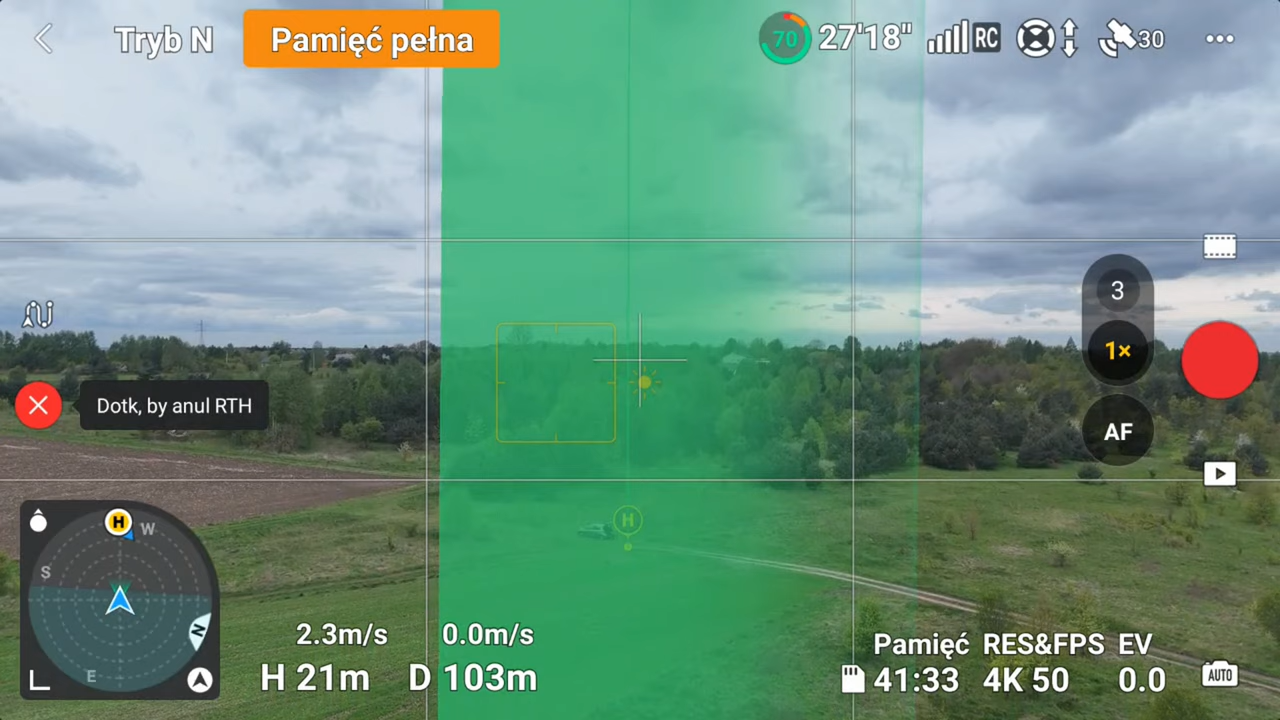 Tryb N
Pamięć pełna
70
27'18"
RC
30
3
1×
Dotk, by anul RTH
AF
H
H
W
S
N
E
2.3m/s
0.0m/s
H 21m
D 103m
Pamięć
RES&FPS
EV
41:33
4K 50
0.0
AUTO